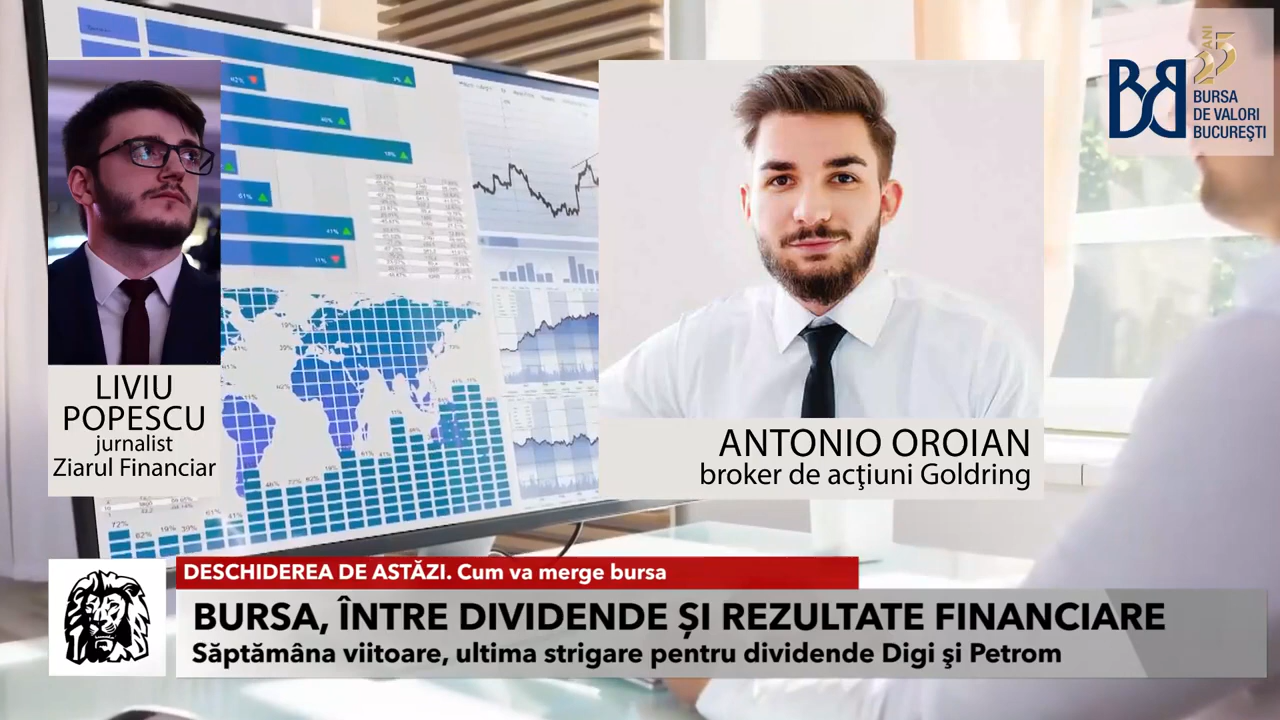 25 ANI
BURSA
DE VALORI
BUCUREŞTI
LIVIU
POPESCU
jurnalist
Ziarul Financiar
ANTONIO OROIAN
broker de acţiuni Goldring
DESCHIDEREA DE ASTĂZI. Cum va merge bursa
BURSA, ÎNTRE DIVIDENDE ȘI REZULTATE FINANCIARE
Săptămâna viitoare, ultima strigare pentru dividende Digi şi Petrom